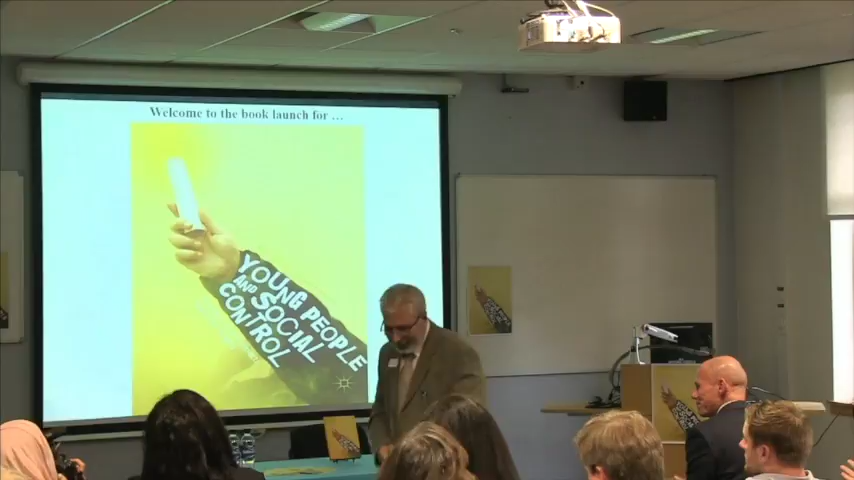 Welcome to the book launch for ...
YOUNG PEOPLE
AND SOCIAL
CONTROL